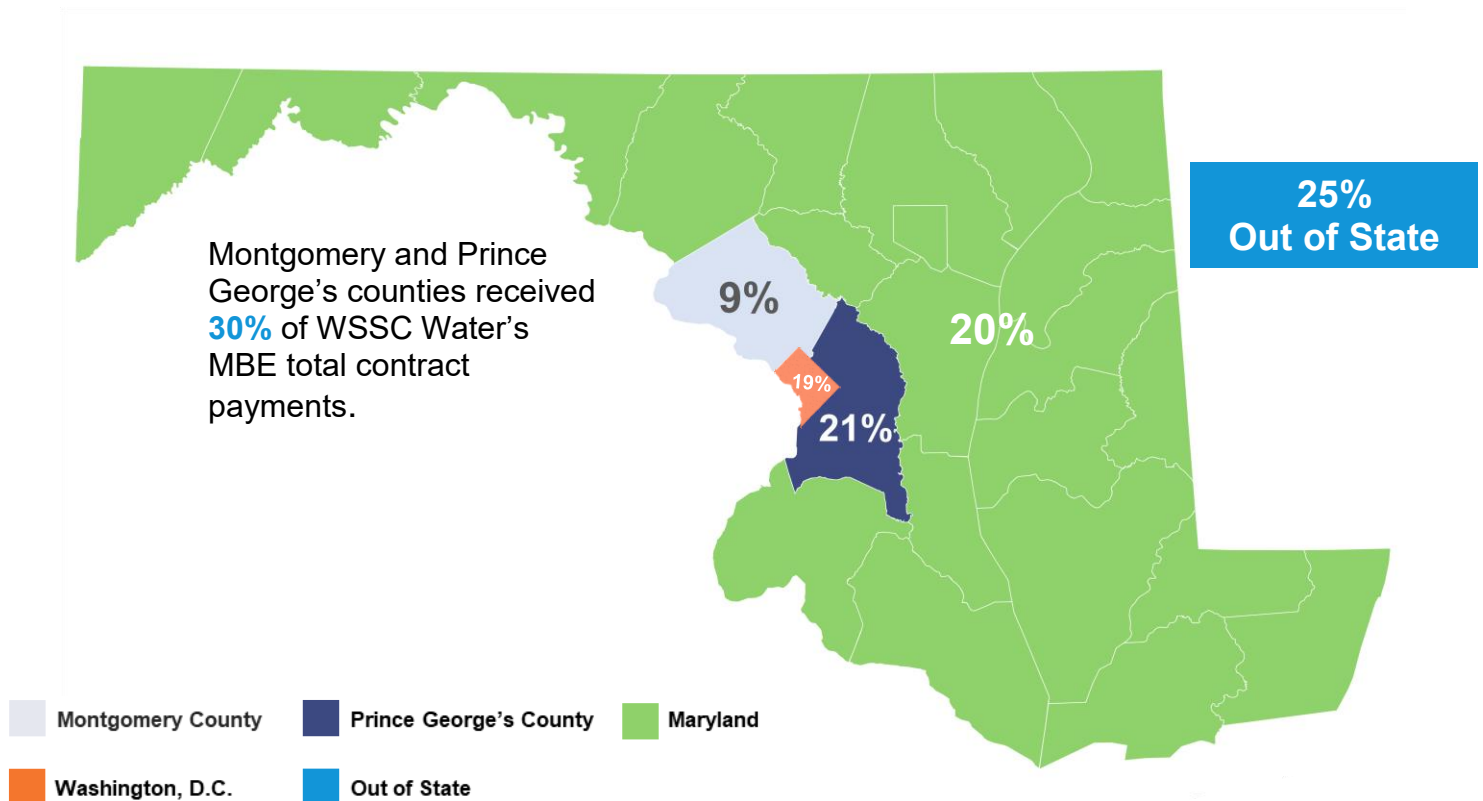 25%
Out of State
Montgomery and Prince
George’s counties received
30% of WSSC Water’s
MBE total contract
payments.
9%
20%
19%
21%
Montgomery County
Prince George’s County
Maryland
Washington, D.C.
Out of State